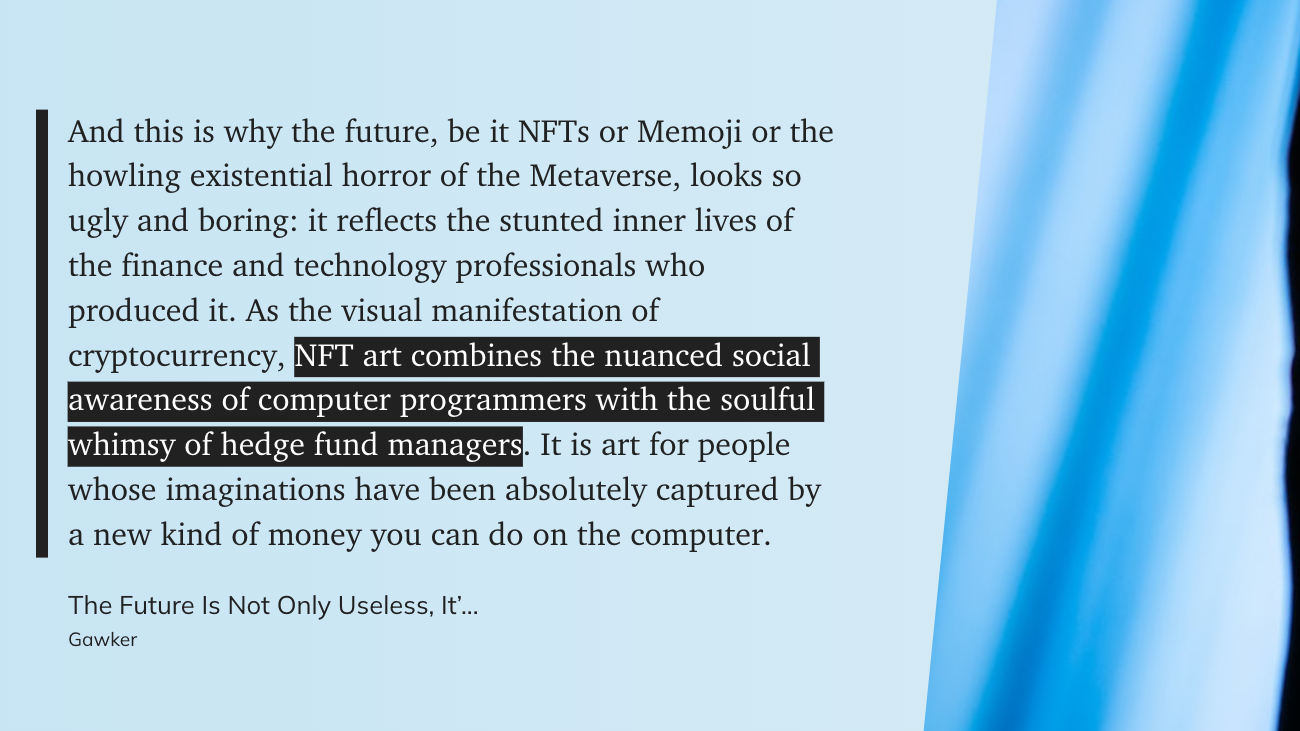 And this is why the future, be it NFTs or Memoji or the
howling existential horror of the Metaverse, looks so
ugly and boring: it reflects the stunted inner lives of
the finance and technology professionals who
produced it. As the visual manifestation of
cryptocurrency, NFT art combines the nuanced social
awareness of computer programmers with the soulful
whimsy of hedge fund managers. It is art for people
whose imaginations have been absolutely captured by
a new kind of money you can do on the computer.
The Future Is Not Only Useless, It’...
Gawker